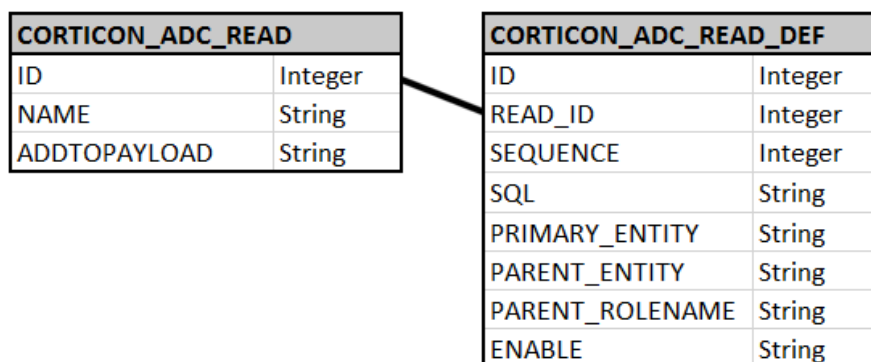 CORTICON_ADC_READ
ID Integer
NAME String
ADDTOPAYLOAD String
CORTICON_ADC_READ_DEF
ID Integer
READ_ID Integer
SEQUENCE Integer
SQL String
PRIMARY_ENTITY String
PARENT_ENTITY String
PARENT_ROLENAME String
ENABLE String